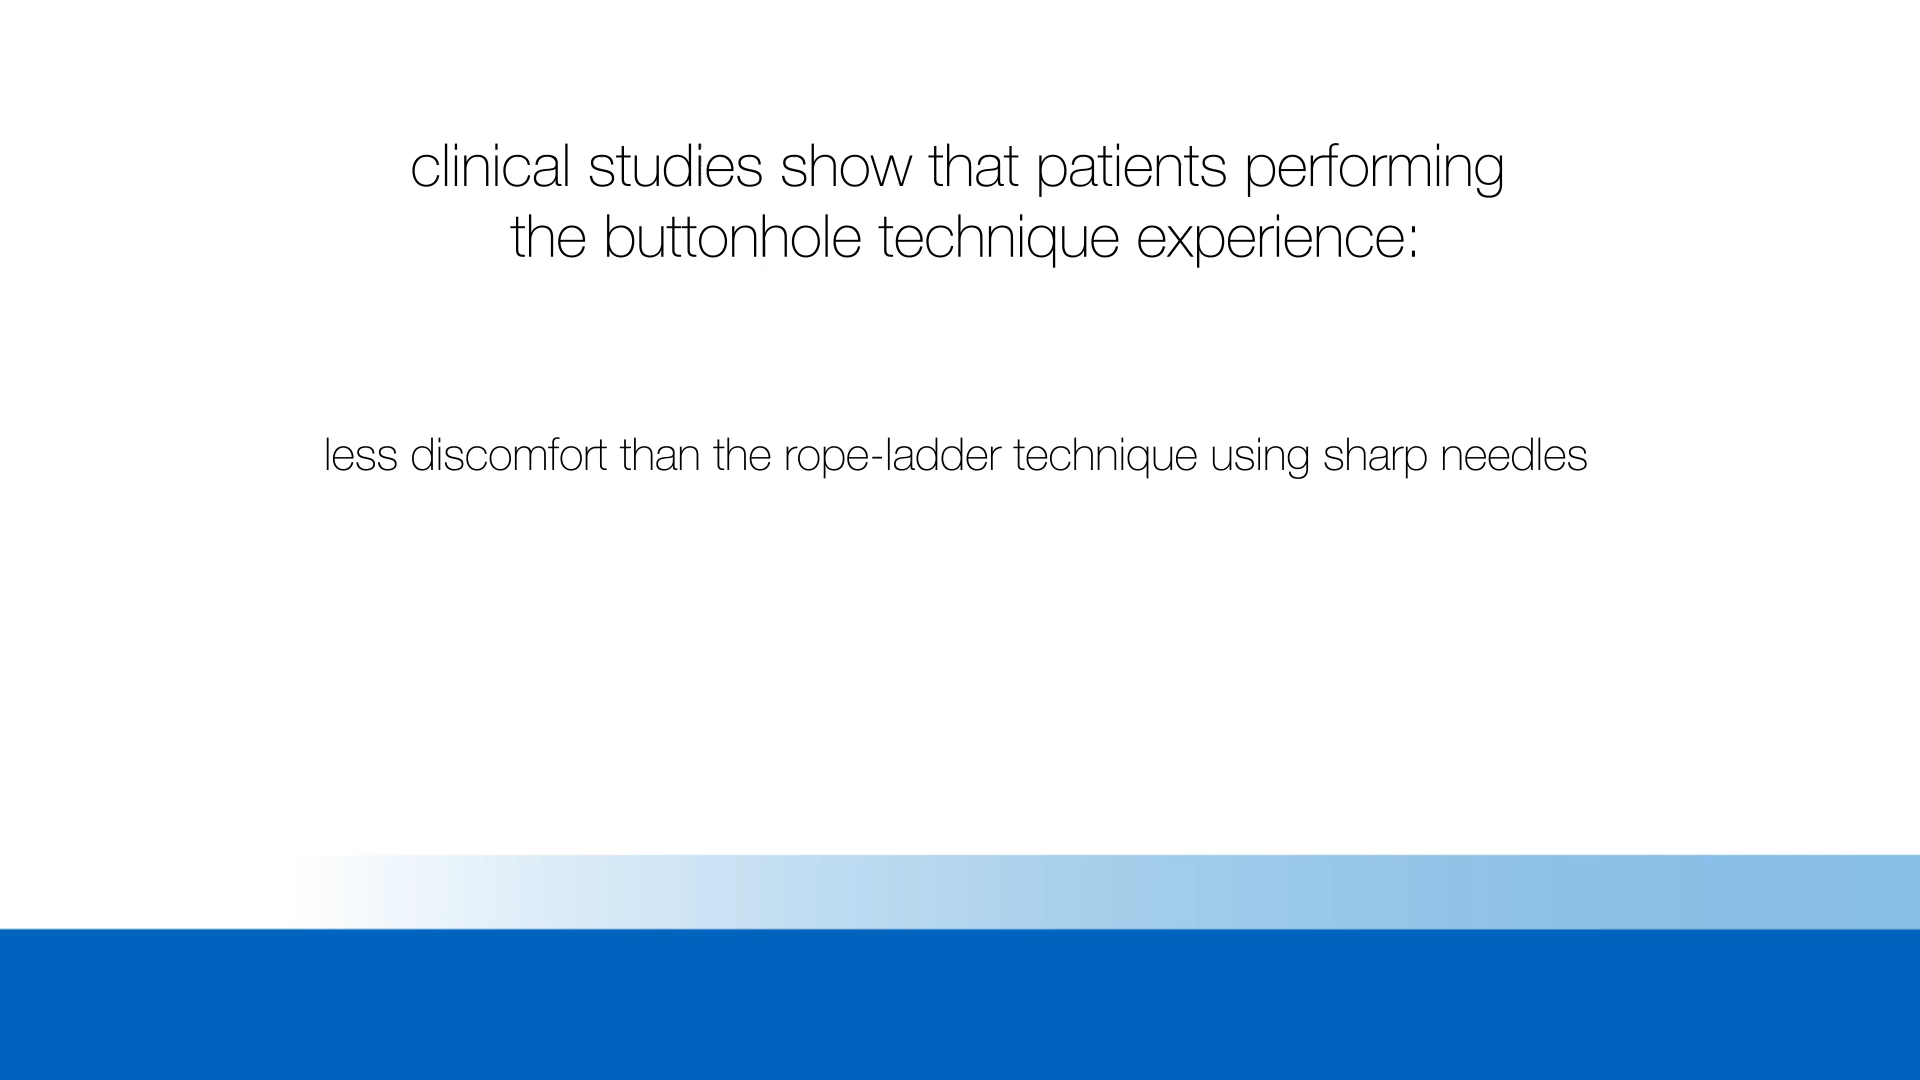 clinical studies show that patients performing
the buttonhole technique experience:
less discomfort than the rope-ladder technique using sharp needles